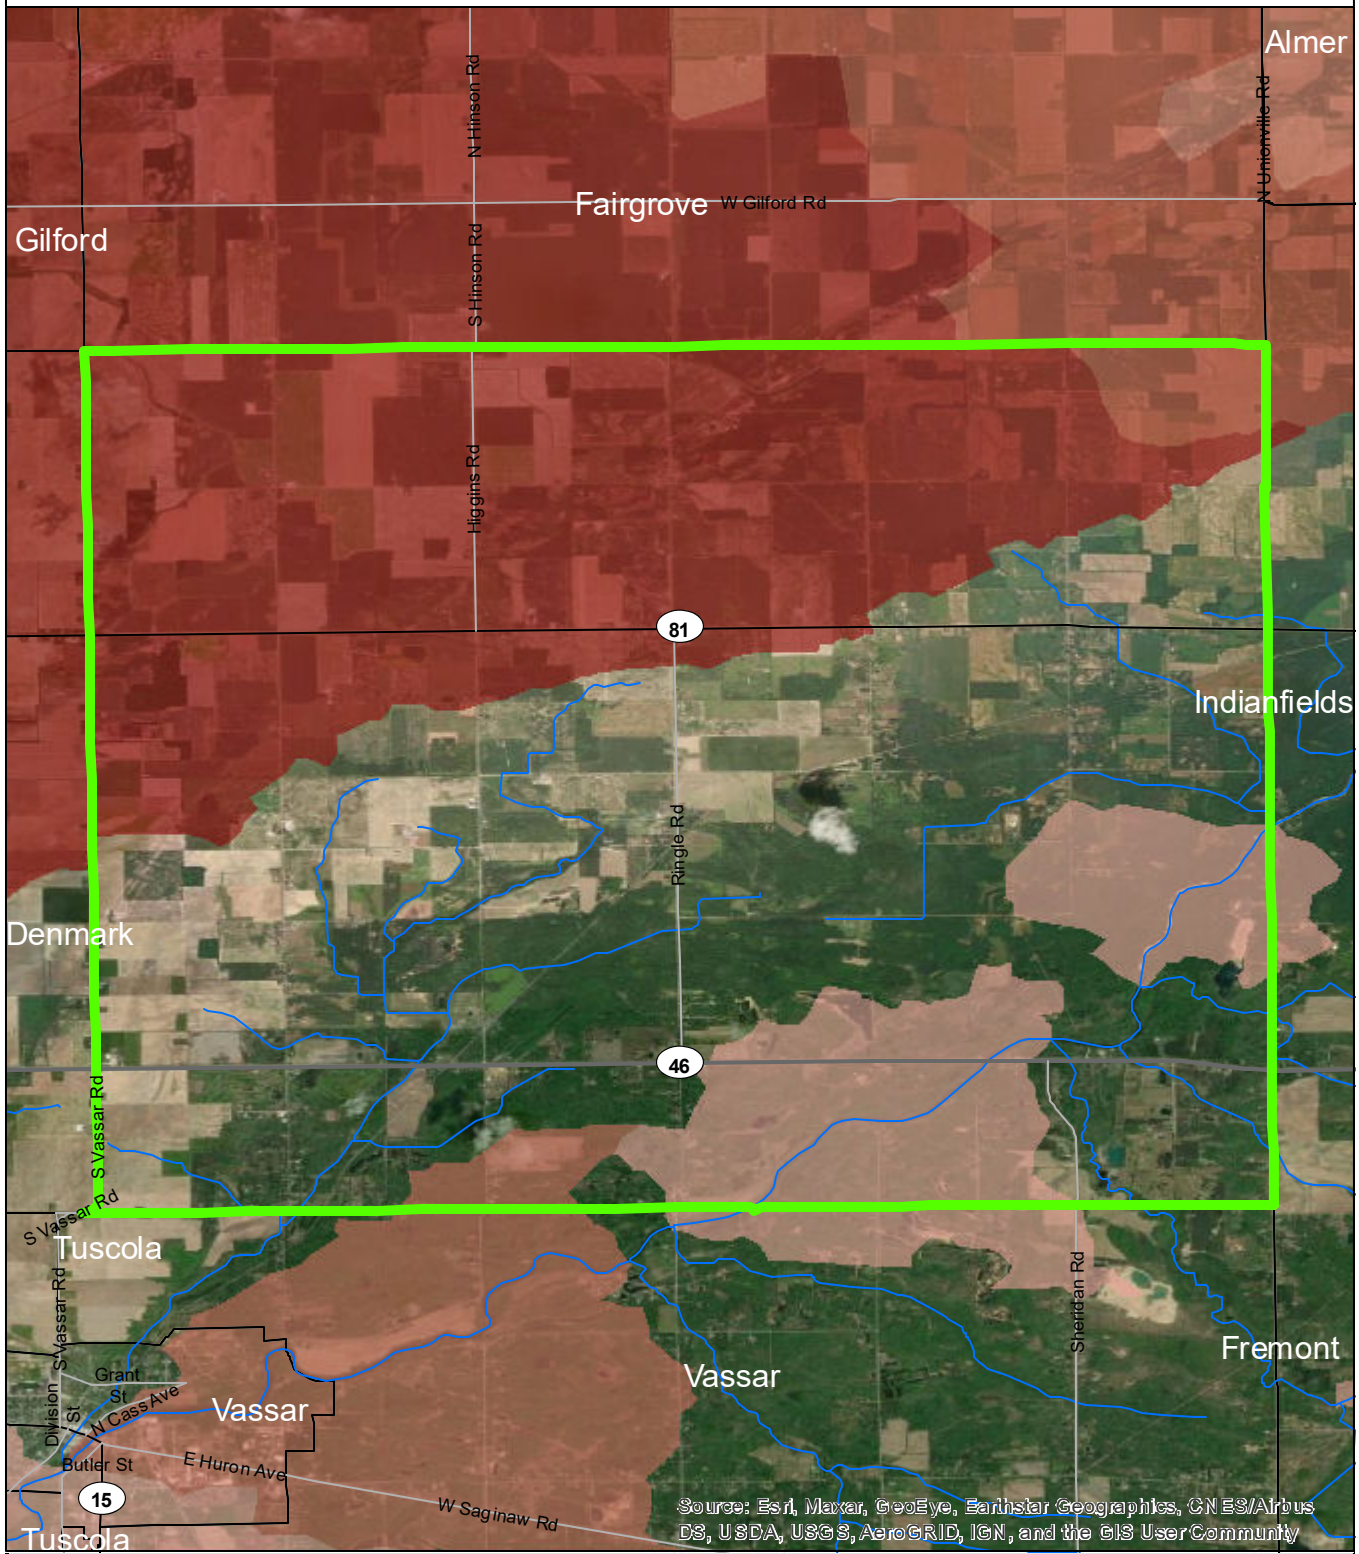 Almer
N Hinson Rd
N Unionville Rd
Fairgrove
W Gilford Rd
Gilford
S Hinson Rd
Higgins Rd
81
Indianfields
Ringle Rd
Denmark
46
S Vassar Rd
S Vassar Rd
Tuscola
S Vassar Rd
Sheridan Rd
Fremont
Grant
St
Vassar
Division
St
N Cass Ave
Vassar
Butler St
E Huron Ave
15
W Saginaw Rd
Source: Esri, Maxar, GeoEye, Earthstar Geographics, CNES/Airbus
DS, USDA, USGS, AeroGRID, IGN, and the GIS User Community
Tuscola